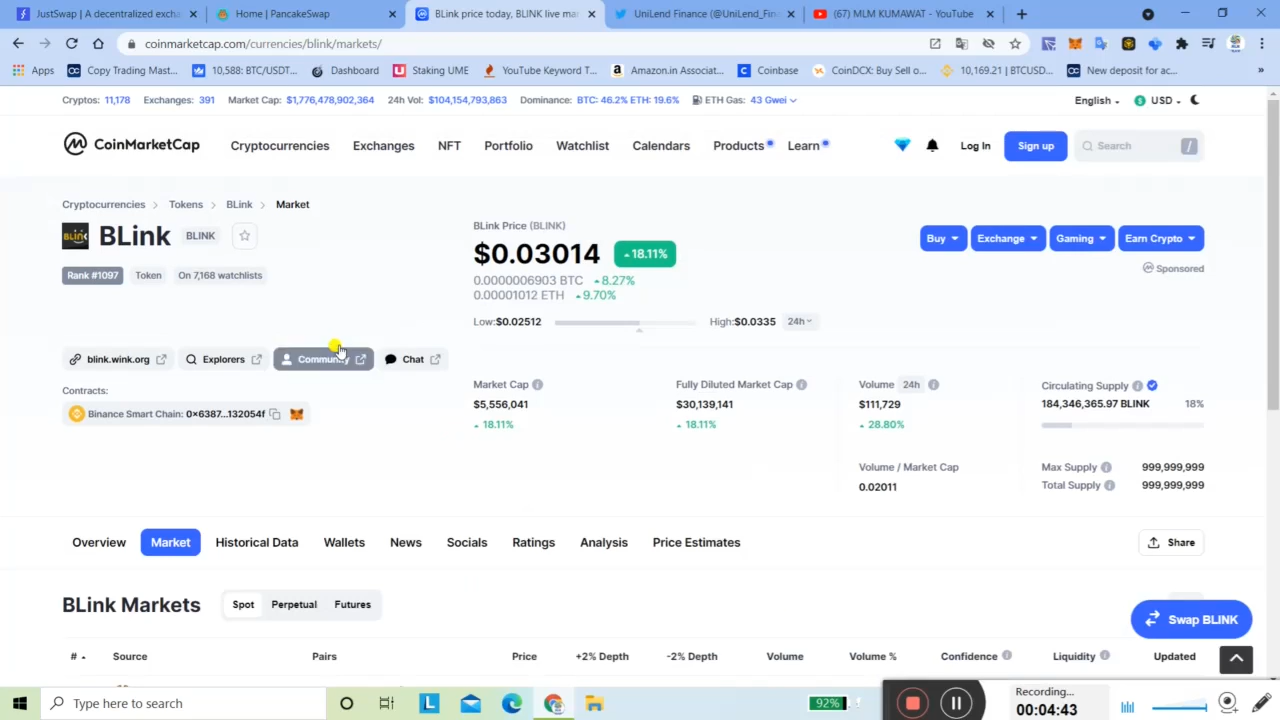 JustSwap | A decentralized excha
Home | PancakeSwap
BLink price today, BLINK live ma
UniLend Finance (@UniLend_Fina
(67) MLM KUMAWAT - YouTube
coinmarketcap.com/currencies/blink/markets/
Apps
Copy Trading Mast...
10,588: BTC/USDT...
Dashboard
Staking UME
YouTube Keyword T...
Amazon.in Associat...
Coinbase
CoinDCX: Buy Sell o...
10,169.21 | BTCUSD...
New deposit for ac...
»
Cryptos: 11,178 Exchanges: 391 Market Cap: $1,776,478,902,364 24h Vol: $104,154,793,863 Dominance: BTC: 46.2% ETH: 19.6% ETH Gas: 43 Gwei
English USD
CoinMarketCap
Cryptocurrencies Exchanges NFT Portfolio Watchlist Calendars Products Learn
Log In Sign up Search /
Cryptocurrencies > Tokens > BLink > Market
BLink BLINK
Rank #1097 Token On 7,168 watchlists
BLink Price (BLINK)
$0.03014 18.11%
0.0000006903 BTC 8.27%
0.00001012 ETH 9.70%
Low:$0.02512 High:$0.0335 24h
Buy Exchange Gaming Earn Crypto
Sponsored
blink.wink.org Explorers Community Chat
Contracts:
Binance Smart Chain: 0x6387...132054f
Market Cap
$5,556,041
18.11%
Fully Diluted Market Cap
$30,139,141
18.11%
Volume 24h
$111,729
28.80%
Volume / Market Cap
0.02011
Circulating Supply
184,346,365.97 BLINK 18%
Max Supply 999,999,999
Total Supply 999,999,999
Overview Market Historical Data Wallets News Socials Ratings Analysis Price Estimates
Share
BLink Markets Spot Perpetual Futures
Swap BLINK
# Source Pairs Price +2% Depth -2% Depth Volume Volume % Confidence Liquidity Updated
Type here to search
92%
Recording...
00:04:43